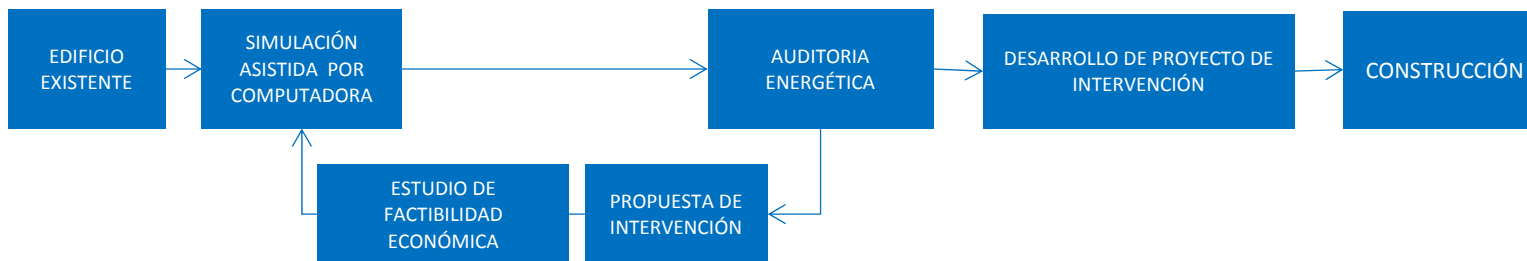 EDIFICIO
EXISTENTE
SIMULACIÓN
ASISTIDA POR
COMPUTADORA
AUDITORIA
ENERGÉTICA
DESARROLLO DE PROYECTO DE
INTERVENCIÓN
CONSTRUCCIÓN
ESTUDIO DE
FACTIBILIDAD
ECONÓMICA
PROPUESTA DE
INTERVENCIÓN